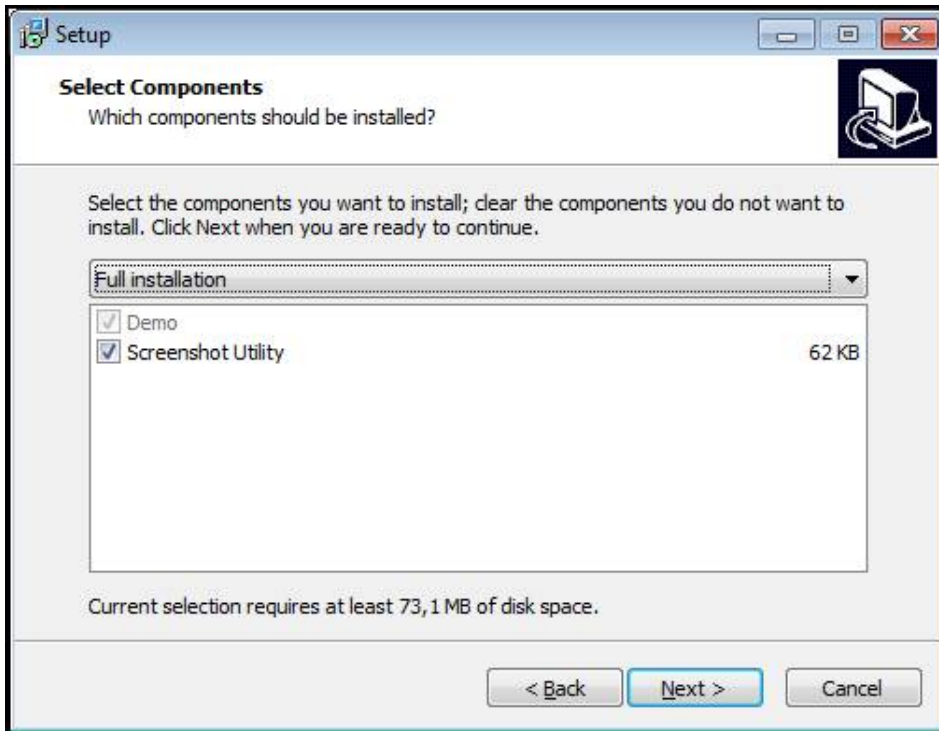 Setup
Select Components
Which components should be installed?
Select the components you want to install; clear the components you do not want to
install. Click Next when you are ready to continue.
Full installation
Demo
Screenshot Utility 62 KB
Current selection requires at least 73,1 MB of disk space.
< Back Next > Cancel